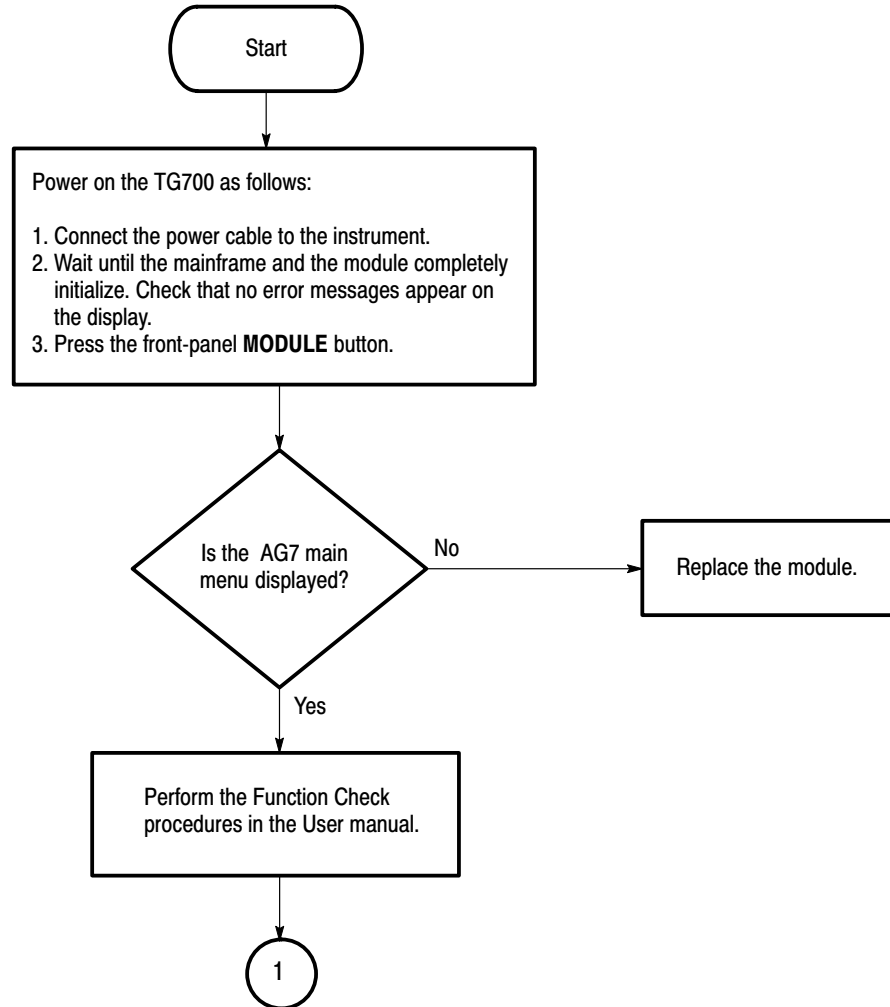 Start
Power on the TG700 as follows:
1. Connect the power cable to the instrument.
2. Wait until the mainframe and the module completely
initialize. Check that no error messages appear on
the display.
3. Press the front-panel MODULE button.
Is the AG7 main
menu displayed?
No
Replace the module.
Yes
Perform the Function Check
procedures in the User manual.
1